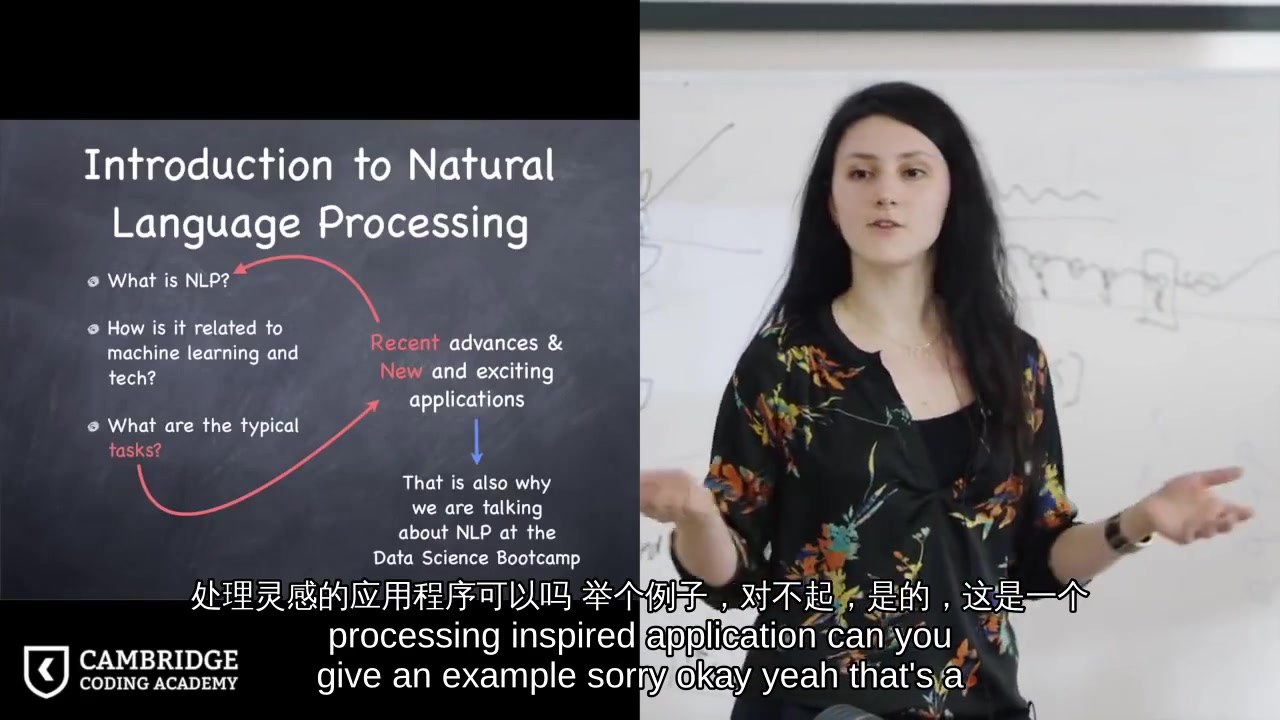 Introduction to Natural
Language Processing
What is NLP?
How is it related to
machine learning and
tech?
What are the typical
tasks?
Recent advances &
New and exciting
applications
That is also why
we are talking
about NLP at the
Data Science Bootcamp
处理灵感的应用程序可以吗 举个例子，对不起，是的，这是一个
processing inspired application can you
give an example sorry okay yeah that's a
CAMBRIDGE
CODING ACADEMY